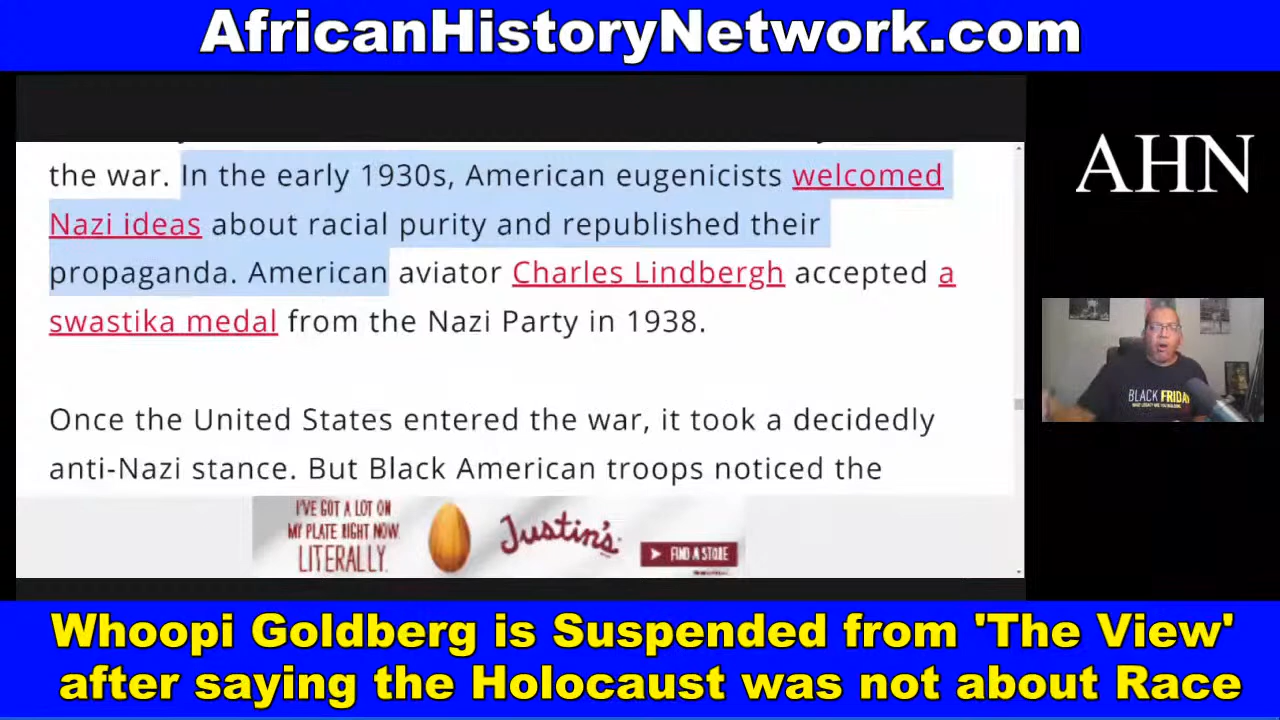 AfricanHistoryNetwork.com
the war. In the early 1930s, American eugenicists welcomed
Nazi ideas about racial purity and republished their
propaganda. American aviator Charles Lindbergh accepted a
swastika medal from the Nazi Party in 1938.
Once the United States entered the war, it took a decidedly
anti-Nazi stance. But Black American troops noticed the
I'VE GOT A LOT ON
MY PLATE RIGHT NOW.
LITERALLY.
Justin's
FIND A STORE
AHN
BLACK FRIDAY
Whoopi Goldberg is Suspended from 'The View'
after saying the Holocaust was not about Race